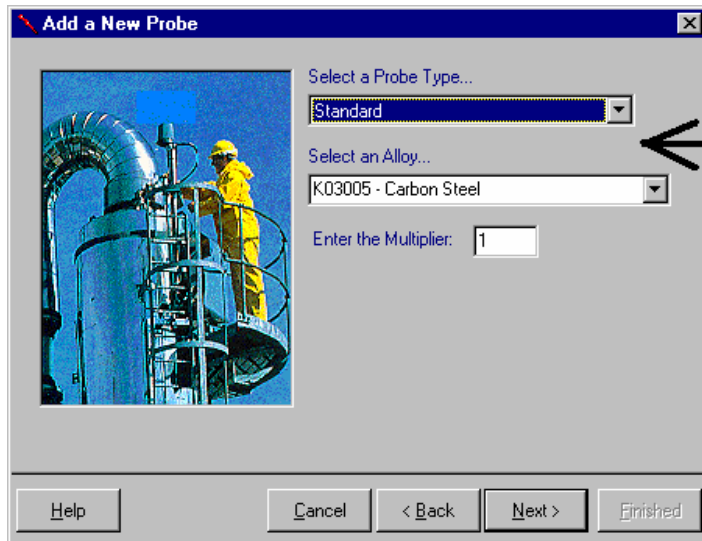 Add a New Probe
Select a Probe Type...
Standard
Select an Alloy...
K03005 - Carbon Steel
Enter the Multiplier: 1
Help Cancel < Back Next > Finished